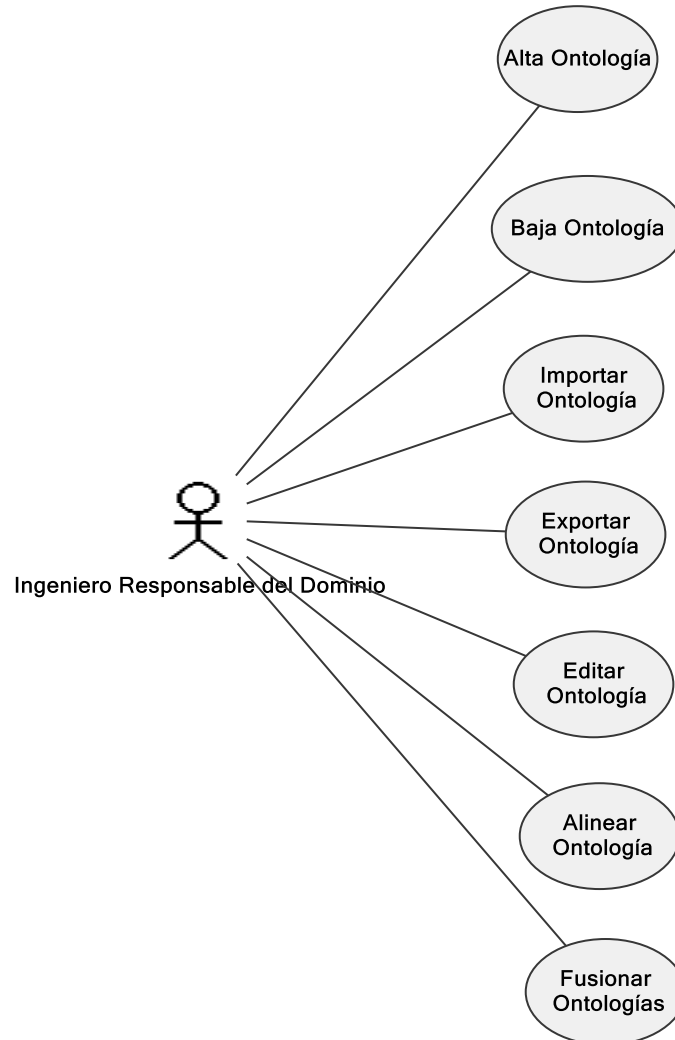 Alta Ontología
Baja Ontología
Importar
Ontología
Exportar
Ontología
Ingeniero Responsable del Dominio
Editar
Ontología
Alinear
Ontología
Fusionar
Ontologías